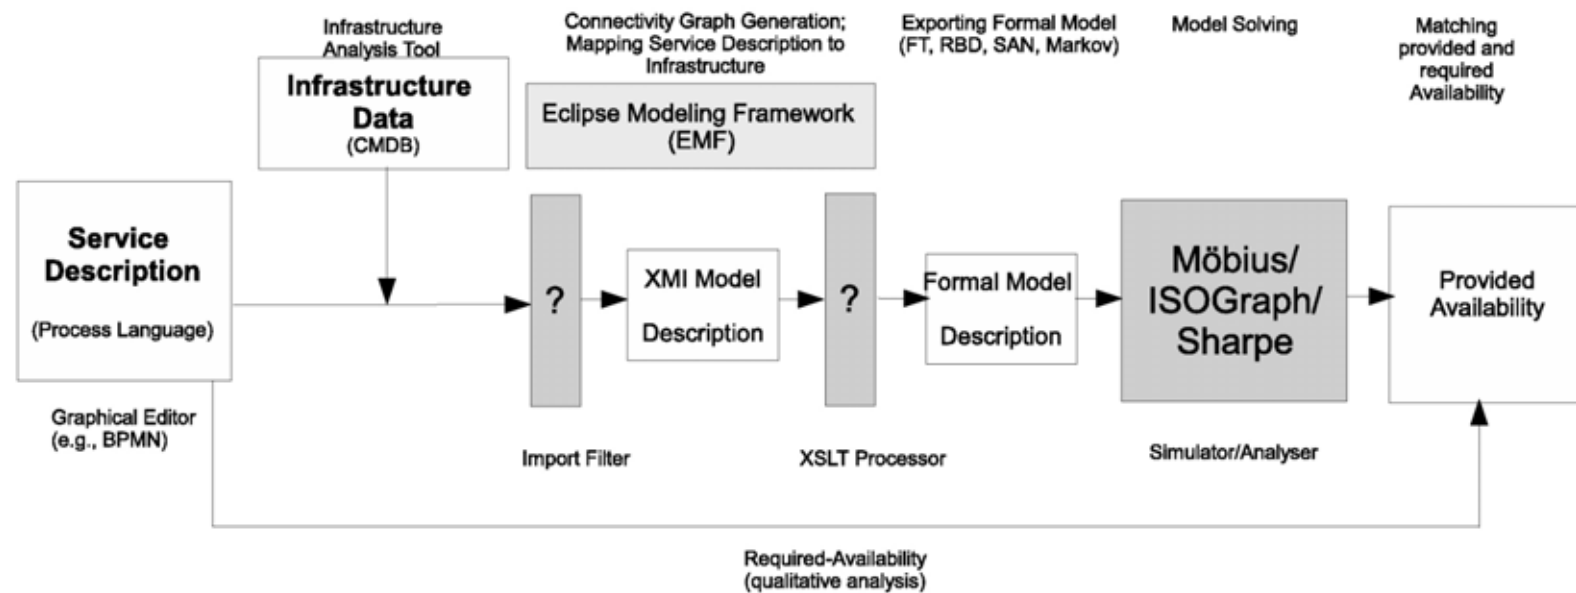 Infrastructure
Analysis Tool
Connectivity Graph Generation;
Mapping Service Description to
Infrastructure
Exporting Formal Model
(FT, RBD, SAN, Markov)
Model Solving
Matching
provided and
required
Availability
Infrastructure
Data
(CMDB)
Eclipse Modeling Framework
(EMF)
Service
Description
(Process Language)
?
XMI Model
Description
?
Formal Model
Description
Möbius/
ISOGraph/
Sharpe
Provided
Availability
Graphical Editor
(e.g., BPMN)
Import Filter
XSLT Processor
Simulator/Analyser
Required-Availability
(qualitative analysis)